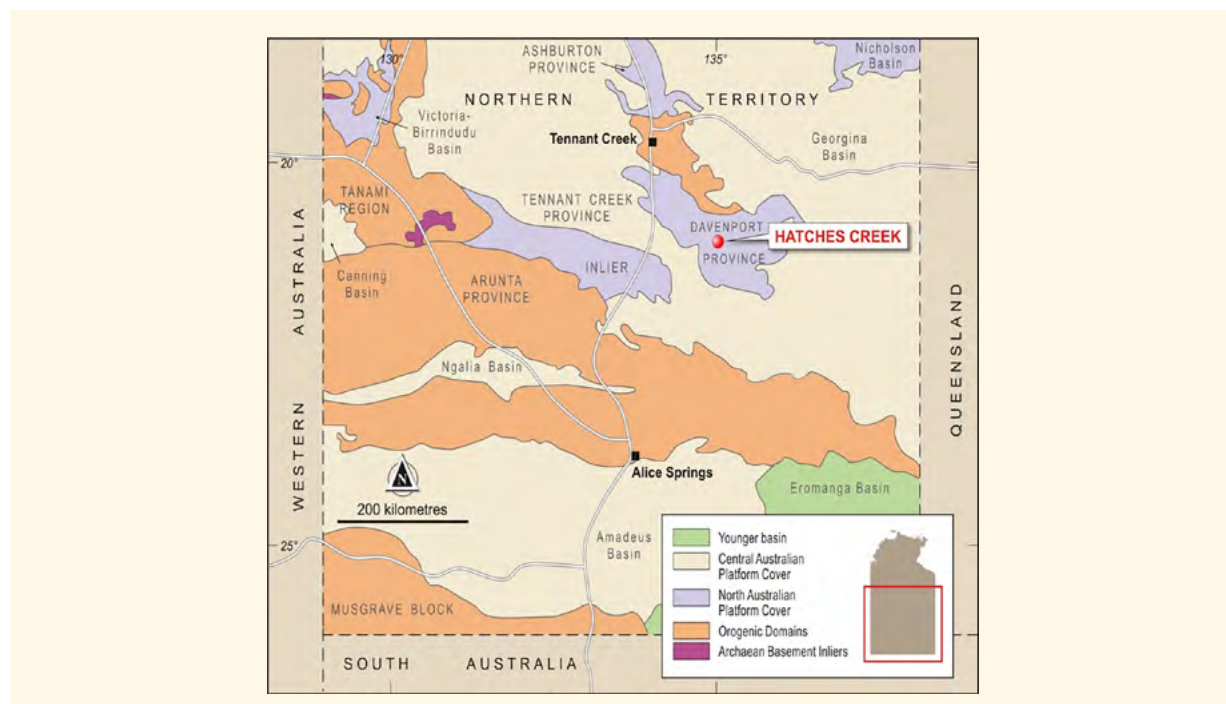 ASHBURTON
PROVINCE
130°
135°
Nicholson
Basin
NORTHERN TERRITORY
Victoria-
Birrindudu
Basin
Tennant Creek
Georgina
Basin
20°
TANAMI
REGION
TENNANT CREEK
PROVINCE
DAVENPORT
PROVINCE
HATCHES CREEK
INLIER
Canning
Basin
ARUNTA
PROVINCE
WESTERN AUSTRALIA
QUEENSLAND
Ngalia Basin
Alice Springs
Eromanga Basin
N
200 kilometres
Amadeus
Basin
25°
MUSGRAVE BLOCK
SOUTH AUSTRALIA
Younger basin
Central Australian
Platform Cover
North Australian
Platform Cover
Orogenic Domains
Archaean Basement Inliers